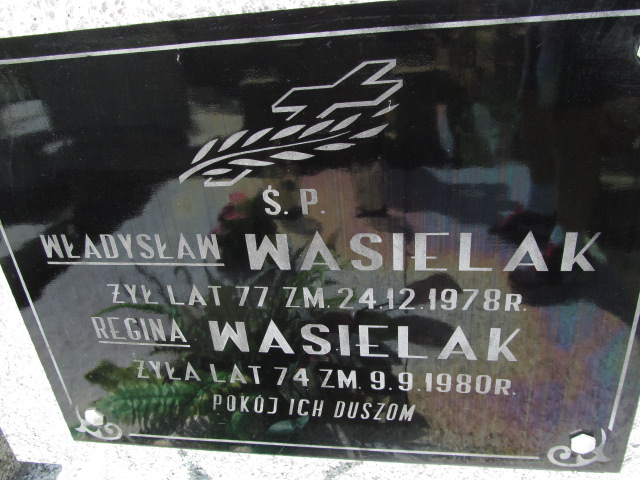 Ś. P.
WŁADYSŁAW WASIELAK
ŻYŁ LAT 77 ZM. 24.12.1978R.
REGINA WASIELAK
ŻYŁA LAT 74 ZM. 9.9.1980R.
POKÓJ ICH DUSZOM